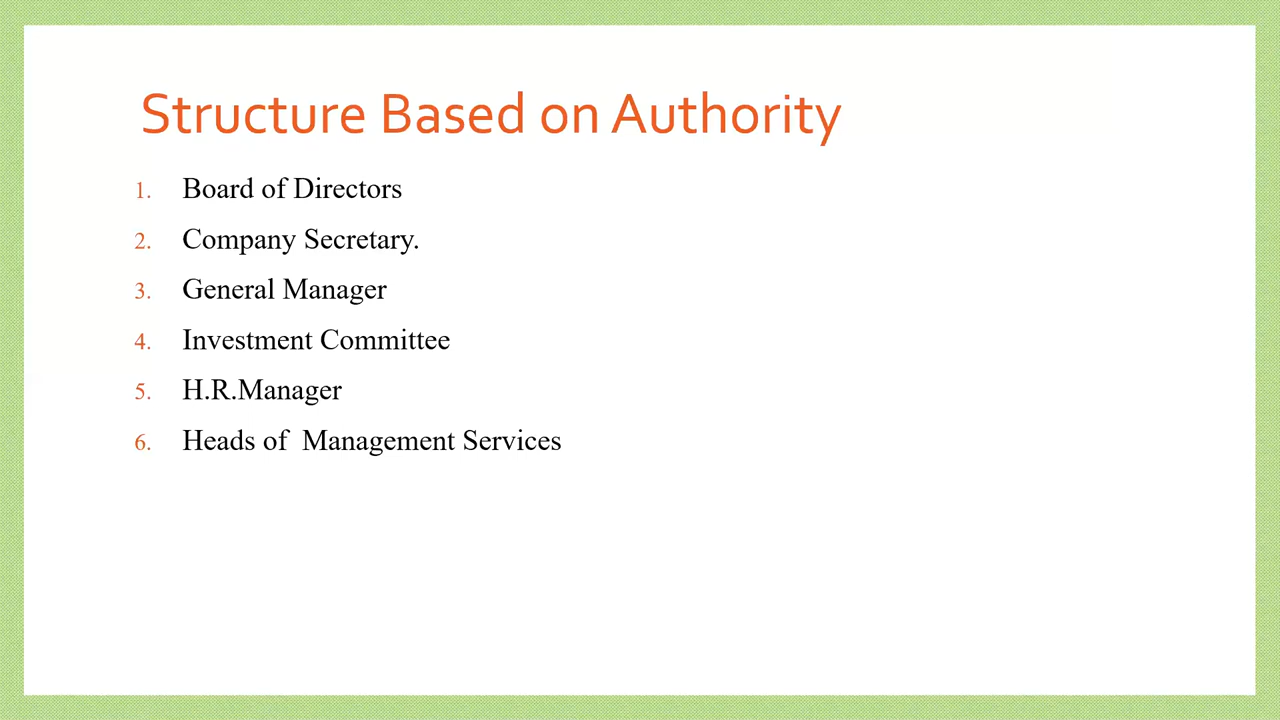 Structure Based on Authority
1. Board of Directors
2. Company Secretary.
3. General Manager
4. Investment Committee
5. H.R.Manager
6. Heads of  Management Services